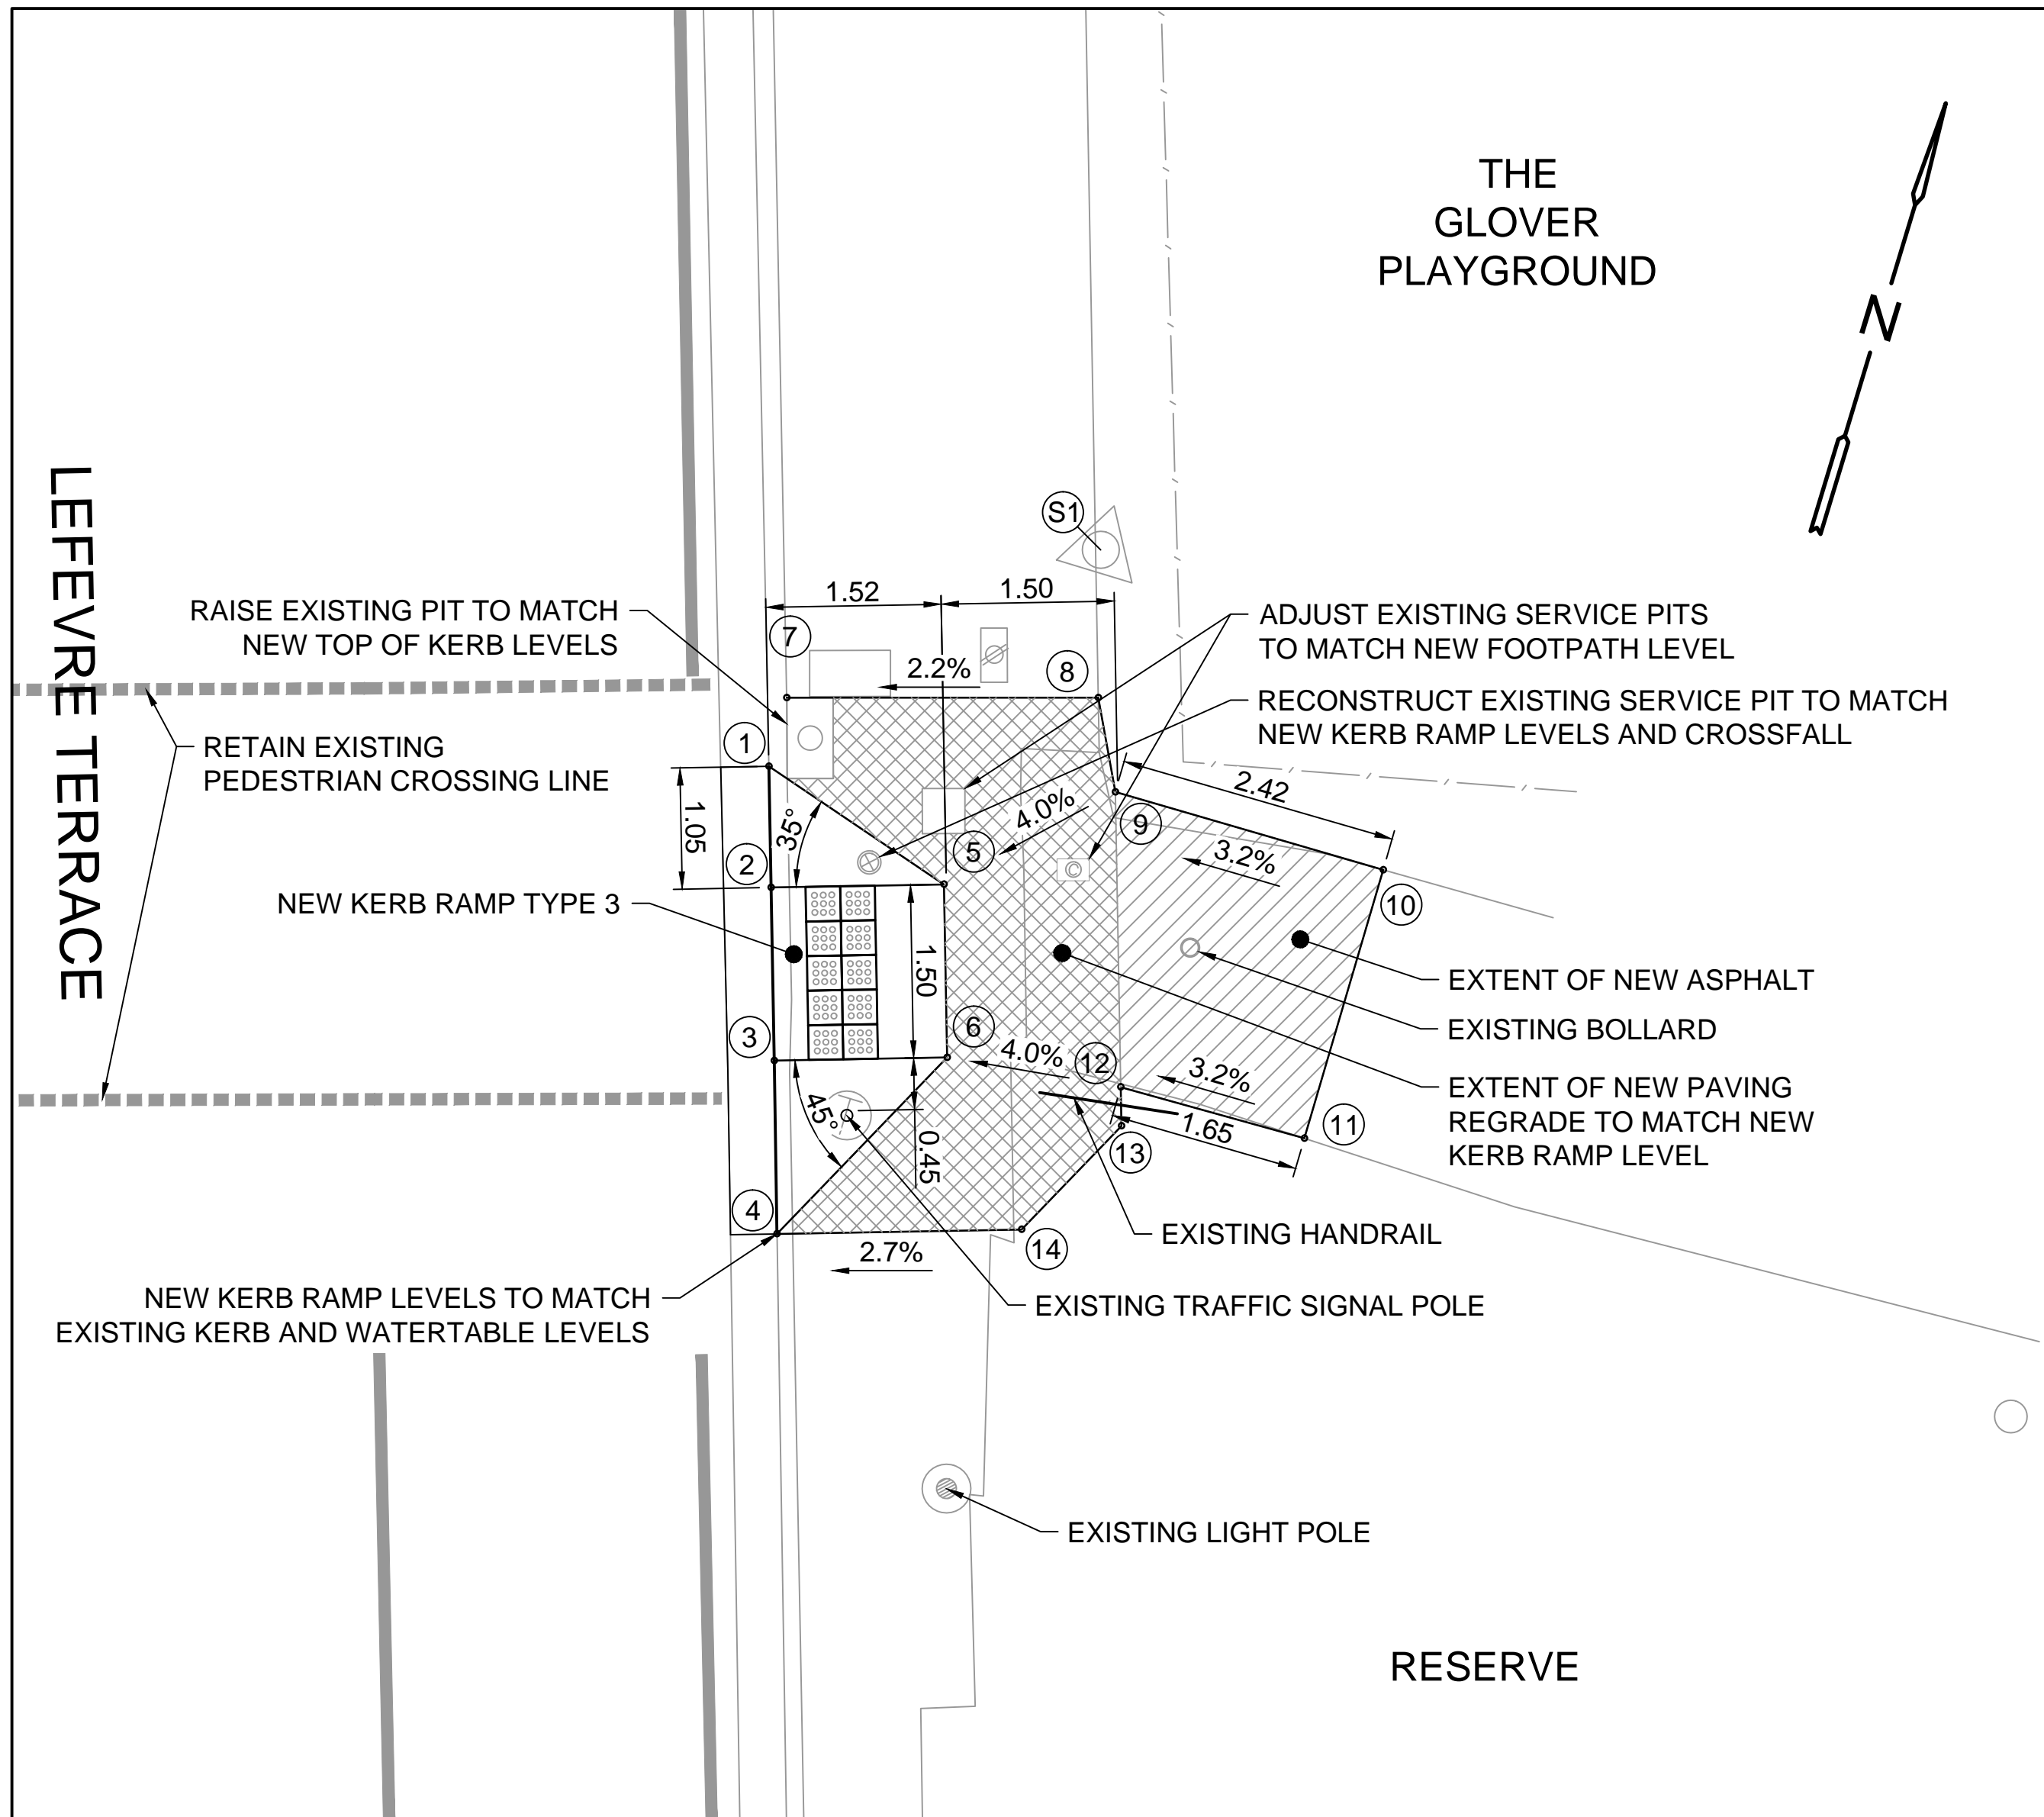 THE
GLOVER
PLAYGROUND
N
LEFEVRE TERRACE
S1
1.52
1.50
RAISE EXISTING PIT TO MATCH
NEW TOP OF KERB LEVELS
ADJUST EXISTING SERVICE PITS
TO MATCH NEW FOOTPATH LEVEL
7
2.2%
8
RECONSTRUCT EXISTING SERVICE PIT TO MATCH
NEW KERB RAMP LEVELS AND CROSSFALL
1
RETAIN EXISTING
PEDESTRIAN CROSSING LINE
2.42
1.05
35°
4.0%
9
2
5
3.2%
C
10
NEW KERB RAMP TYPE 3
1.50
EXTENT OF NEW ASPHALT
EXISTING BOLLARD
3
6
4.0%
12
3.2%
EXTENT OF NEW PAVING
REGRADE TO MATCH NEW
KERB RAMP LEVEL
45°
0.45
1.65
11
13
4
14
2.7%
EXISTING HANDRAIL
NEW KERB RAMP LEVELS TO MATCH
EXISTING KERB AND WATERTABLE LEVELS
EXISTING TRAFFIC SIGNAL POLE
EXISTING LIGHT POLE
RESERVE